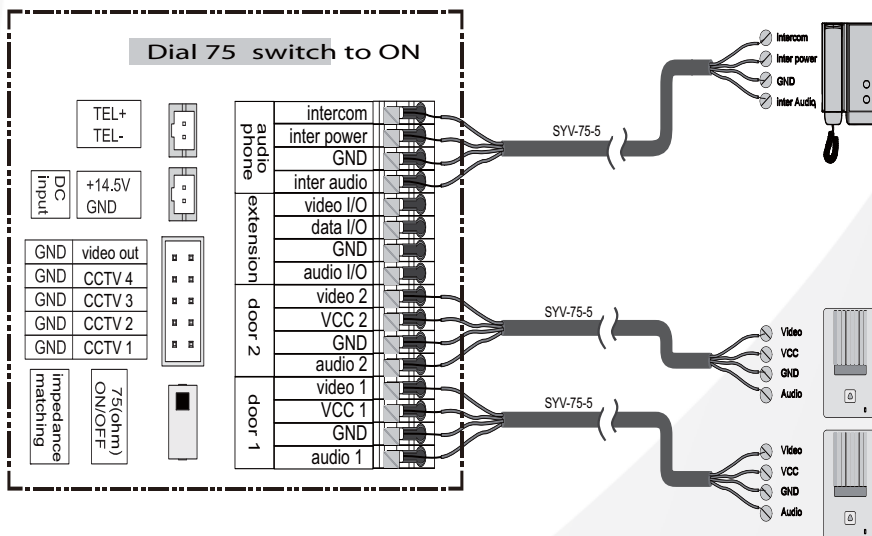 Dial 75 switch to ON
TEL+
TEL-
DC input
+14.5V
GND
GND video out
GND CCTV 4
GND CCTV 3
GND CCTV 2
GND CCTV 1
impedance matching
75(ohm) ON/OFF
audio phone
intercom
inter power
GND
inter audio
extension
video I/O
data I/O
GND
audio I/O
door 2
video 2
VCC 2
GND
audio 2
door 1
video 1
VCC 1
GND
audio 1
SYV-75-5
Intercom
Inter power
GND
Inter Audio
SYV-75-5
Video
VCC
GND
Audio
SYV-75-5
Video
VCC
GND
Audio